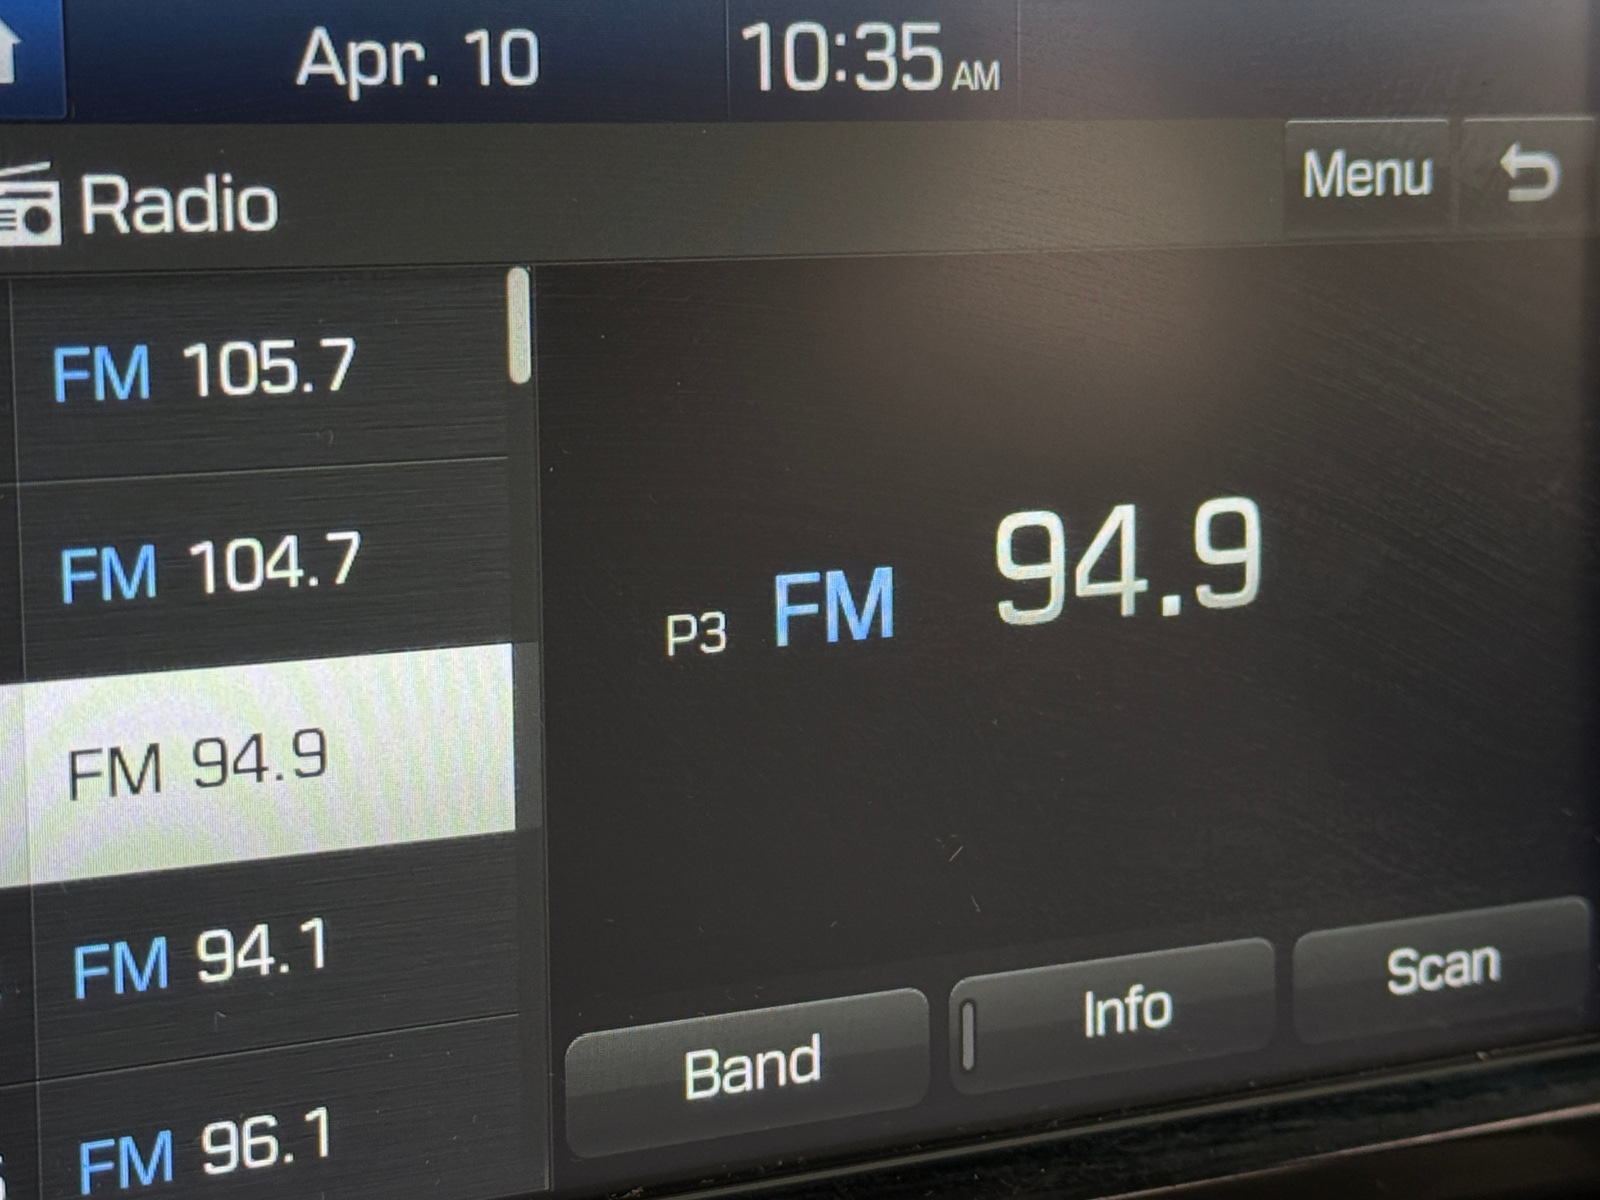 Apr. 10
10:35 AM
Radio
Menu
FM 105.7
FM 104.7
FM 94.9
FM 94.1
FM 96.1
P3 FM 94.9
Band
Info
Scan